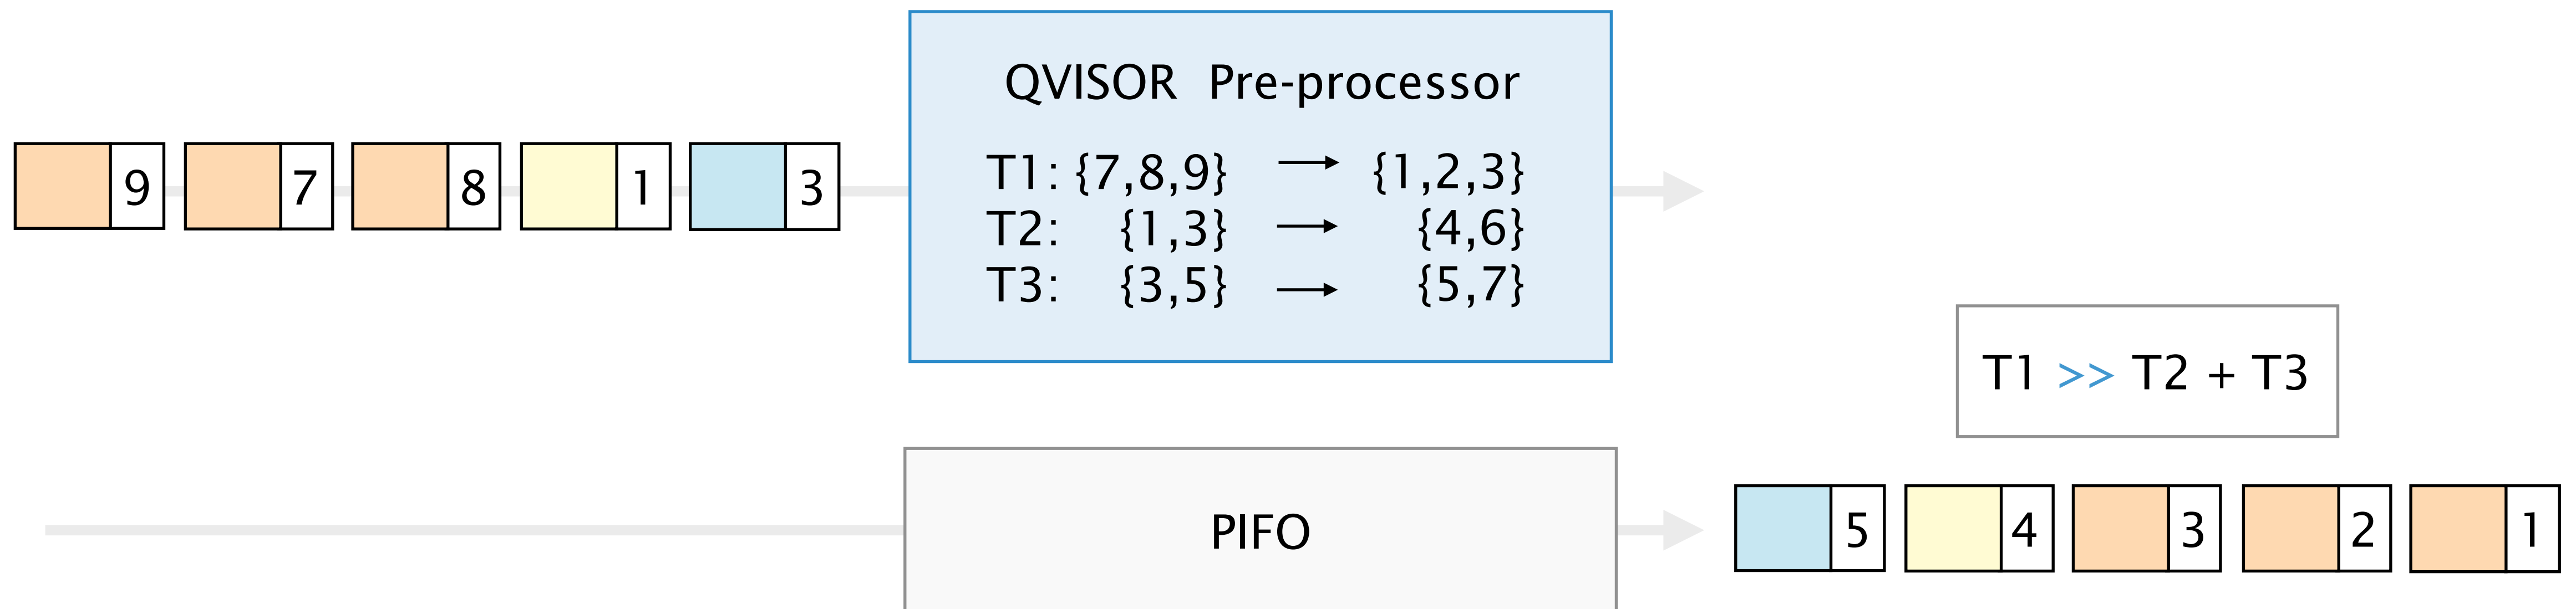 QVISOR Pre-processor
9 7 8 1 3
T1: {7,8,9} → {1,2,3}
T2: {1,3} → {4,6}
T3: {3,5} → {5,7}
T1 >> T2 + T3
PIFO
5 4 3 2 1